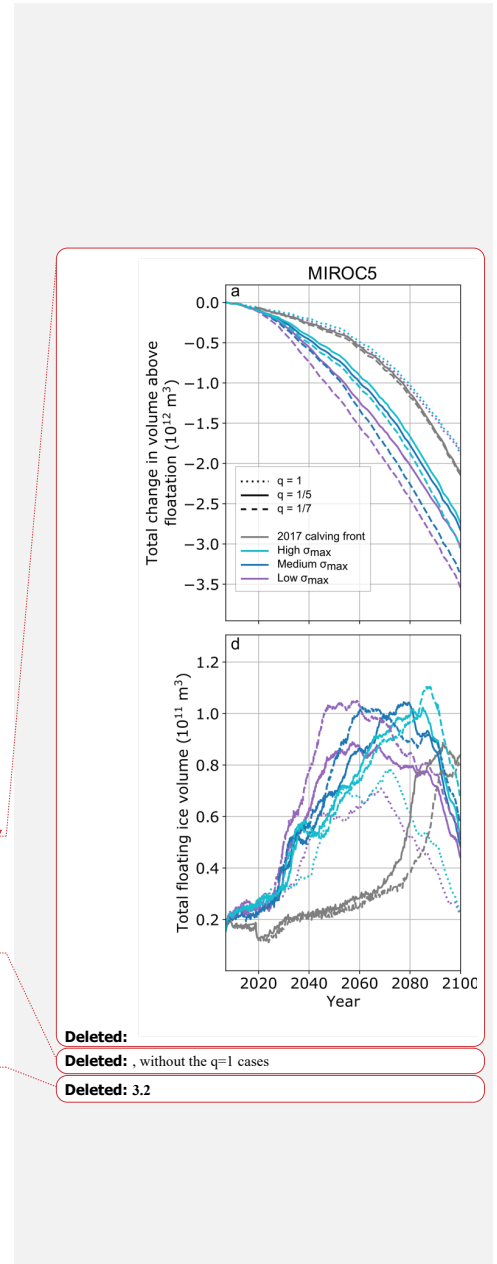 MIROC5
a
0.0
−0.5
−1.0
−1.5
−2.0
−2.5
−3.0
−3.5
Total change in volume above
floatation (10¹² m³)
q = 1
q = 1/5
q = 1/7
2017 calving front
High σmax
Medium σmax
Low σmax
d
1.2
1.0
0.8
0.6
0.4
0.2
Total floating ice volume (10¹¹ m³)
2020 2040 2060 2080 2100
Year
Deleted:
Deleted: , without the q=1 cases
Deleted: 3.2